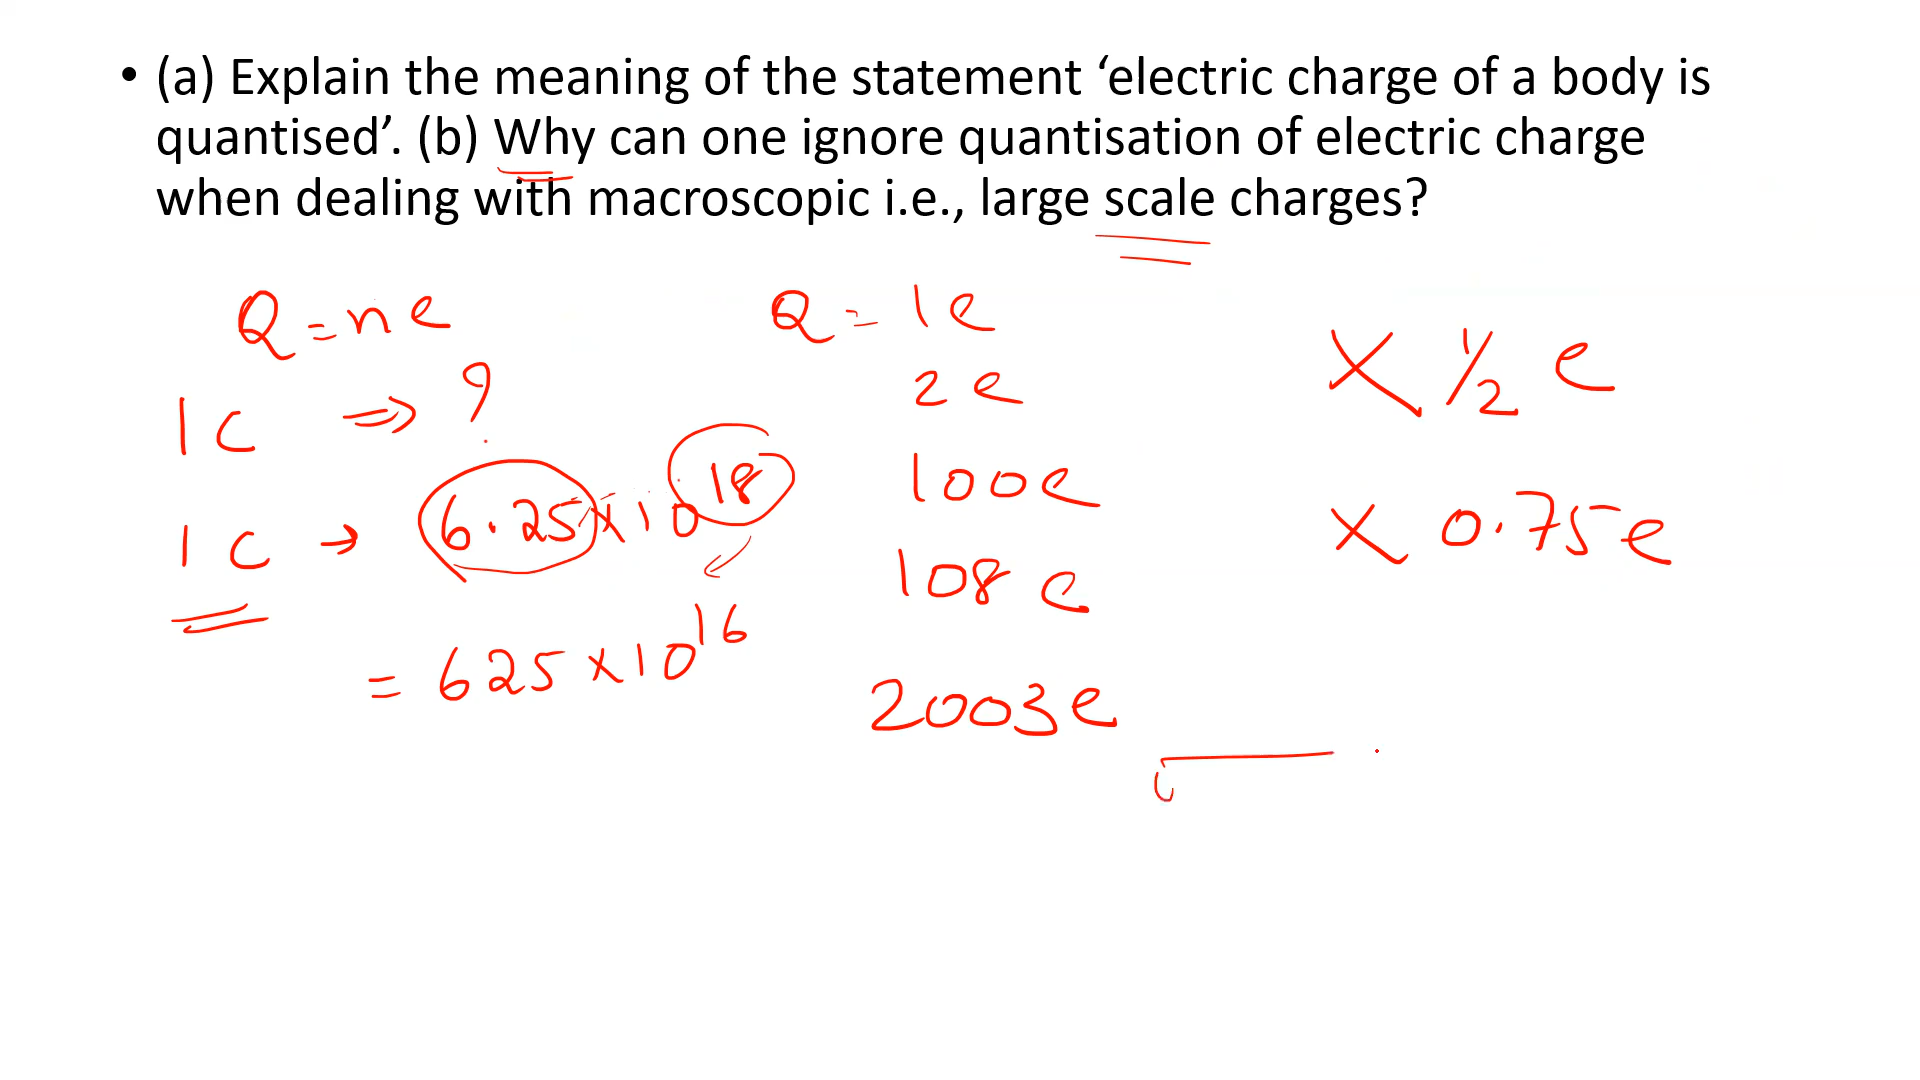 • (a) Explain the meaning of the statement ‘electric charge of a body is
quantised’. (b) Why can one ignore quantisation of electric charge
when dealing with macroscopic i.e., large scale charges?
Q = ne
1C ⇒ ?
1C → 6.25×10^18
= 625×10^16
Q = 1e
2e
100e
108e
2003e
X 1/2 e
X 0.75e